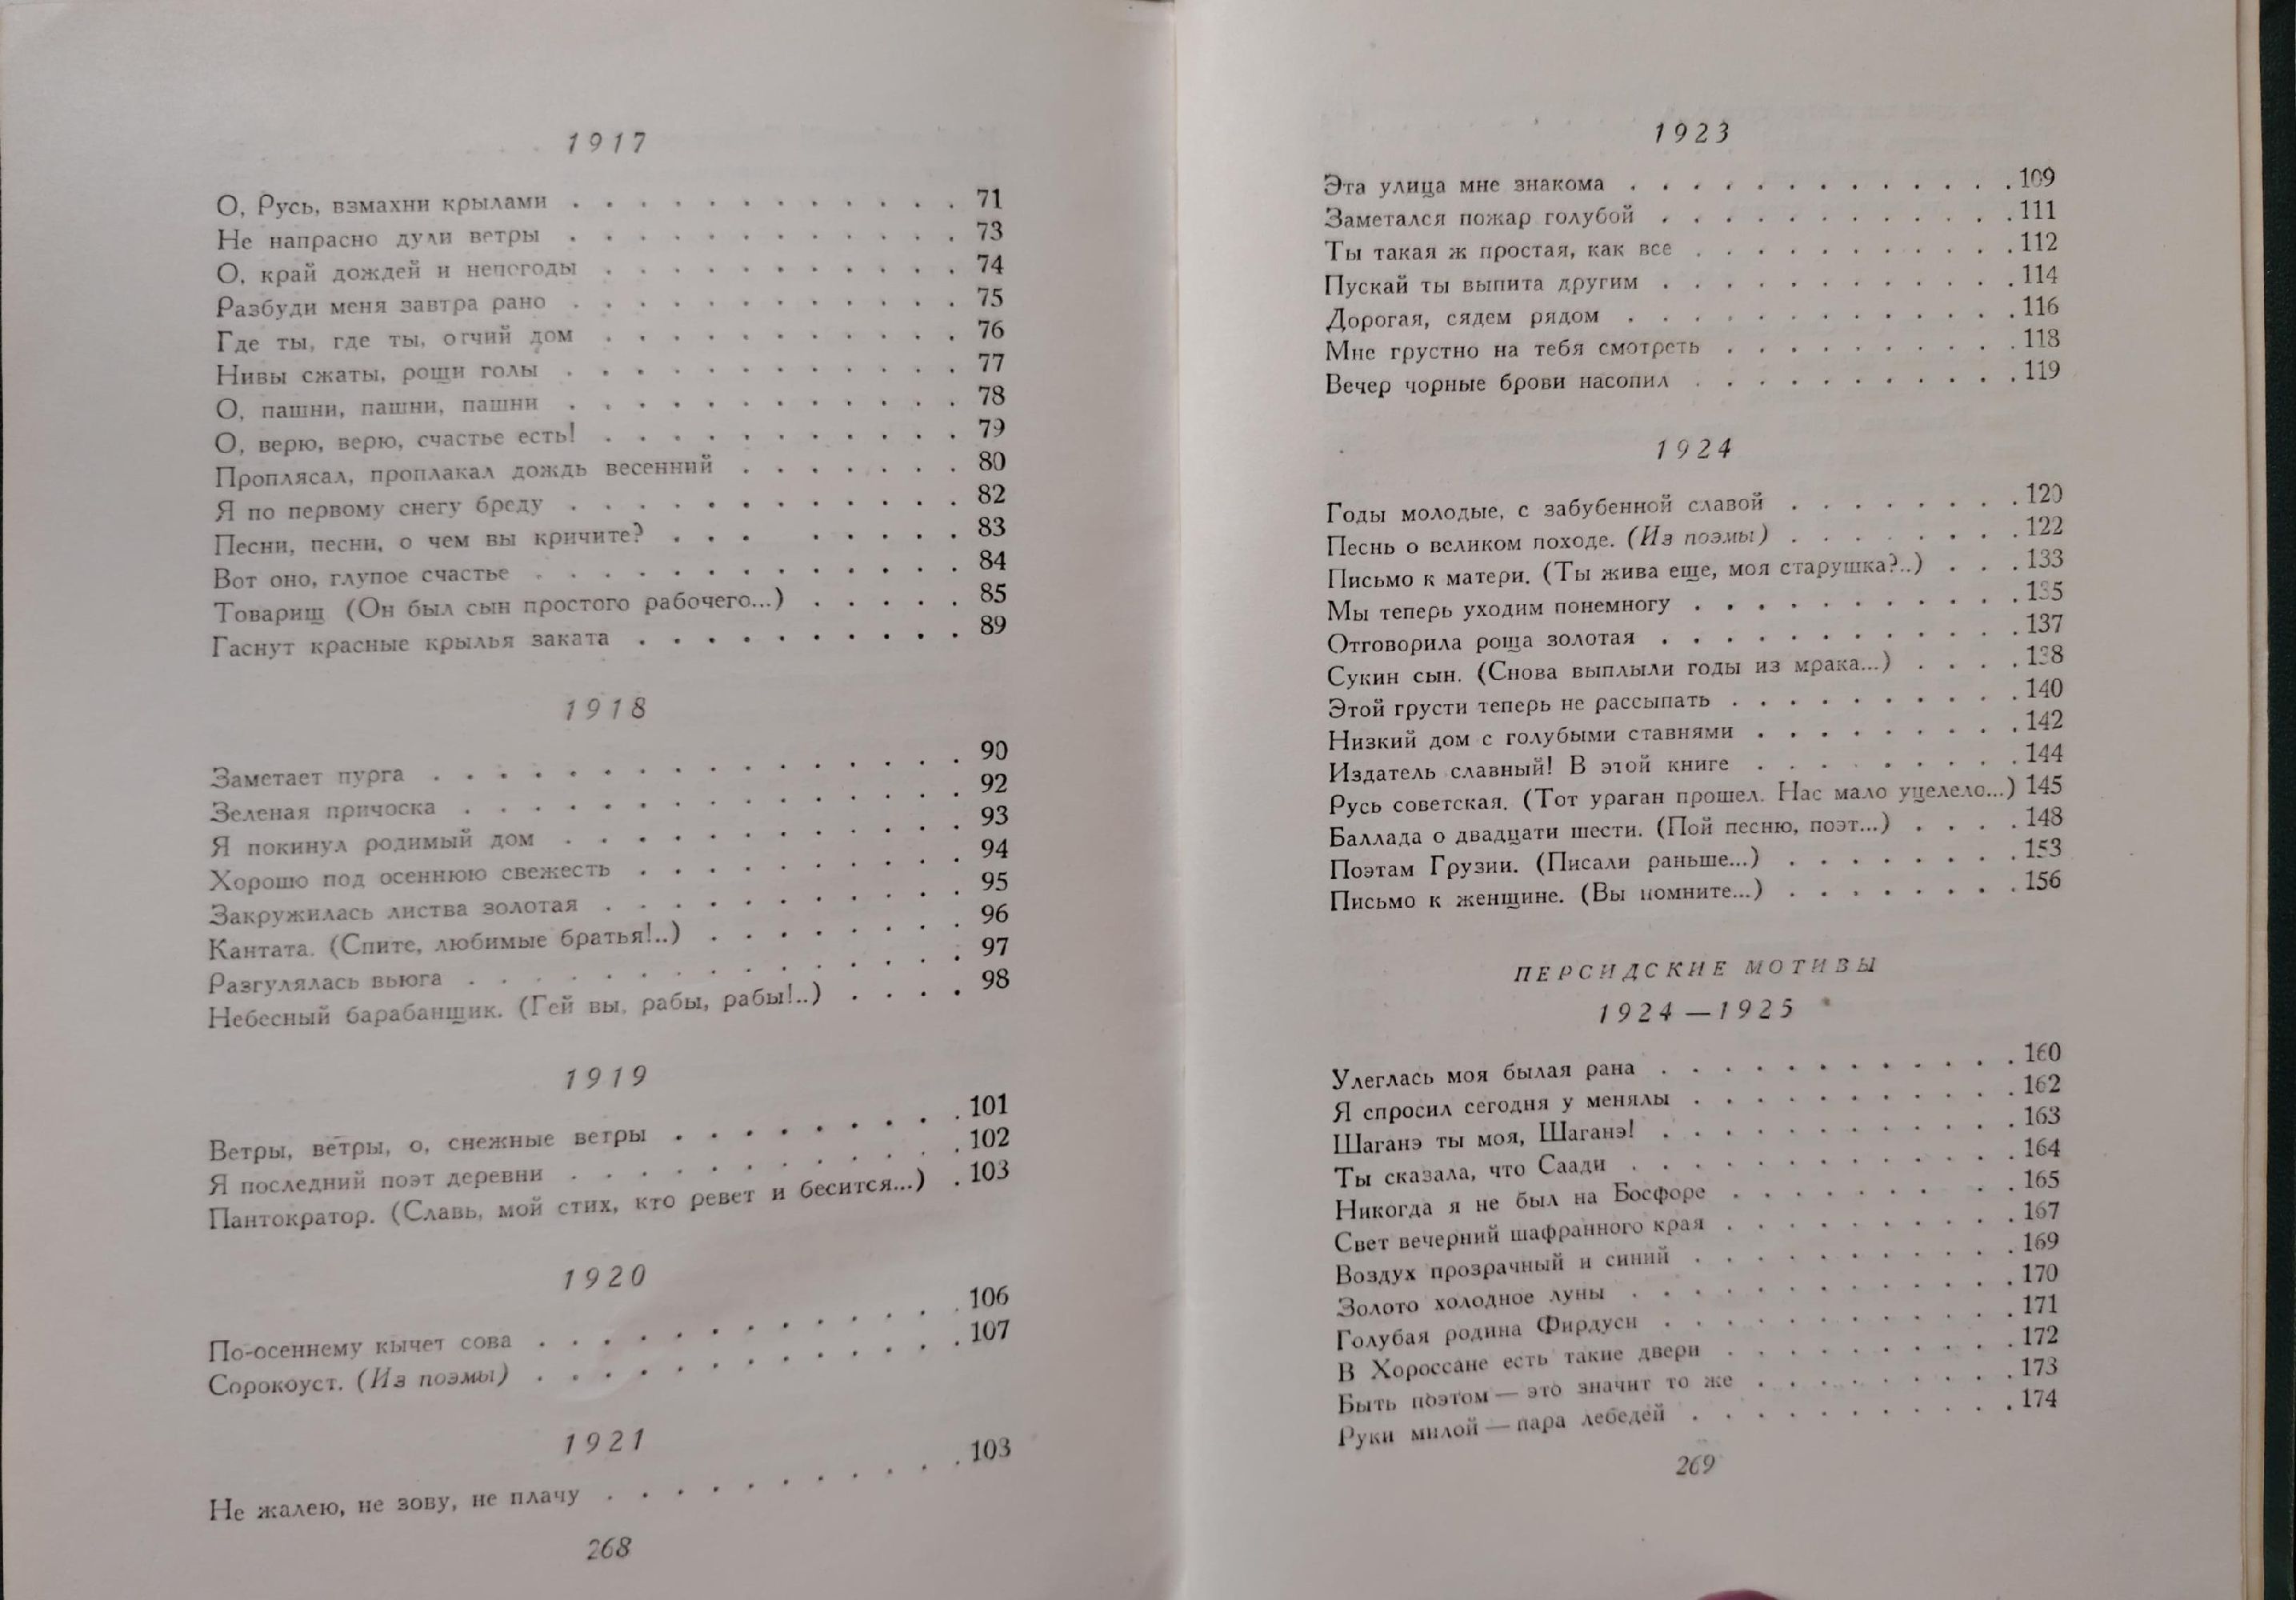 1917
О, Русь, взмахни крылами . . . . . . . . . . . . 71
Не напрасно дули ветры . . . . . . . . . . . . 73
О, край дождей и непогоды . . . . . . . . . . . 74
Разбуди меня завтра рано . . . . . . . . . . . . 75
Где ты, где ты, отчий дом . . . . . . . . . . . 76
Нивы сжаты, рощи голы . . . . . . . . . . . . 77
О, пашни, пашни, пашни . . . . . . . . . . . . 78
О, верю, верю, счастье есть! . . . . . . . . . . . 79
Проплясал, проплакал дождь весенний . . . . . . . 80
Я по первому снегу бреду . . . . . . . . . . . . 82
Песни, песни, о чем вы кричите? . . . . . . . . 83
Вот оно, глупое счастье . . . . . . . . . . . . . 84
Товарищ (Он был сын простого рабочего...) . . . . . 85
Гаснут красные крылья заката . . . . . . . . . . 89
1918
Заметает пурга . . . . . . . . . . . . . . . . 90
Зеленая причоска . . . . . . . . . . . . . . . 92
Я покинул родимый дом . . . . . . . . . . . . 93
Хорошо под осеннюю свежесть . . . . . . . . . . 94
Закружилась листва золотая . . . . . . . . . . . 95
Кантата. (Спите, любимые братья!..) . . . . . . . . 96
Разгулялась вьюга . . . . . . . . . . . . . . . 97
Небесный барабанщик. (Гей вы, рабы, рабы!..) . . . . 98
1919
Ветры, ветры, о, снежные ветры . . . . . . . . . 101
Я последний поэт деревни . . . . . . . . . . . . 102
Пантократор. (Славь, мой стих, кто ревет и бесится...) . 103
1920
По-осеннему кычет сова . . . . . . . . . . . . . 106
Сорокоуст. (Из поэмы) . . . . . . . . . . . . . 107
1921
Не жалею, не зову, не плачу . . . . . . . . . . . 103
268
1923
Эта улица мне знакома . . . . . . . . . . . . . 109
Заметался пожар голубой . . . . . . . . . . . . 111
Ты такая ж простая, как все . . . . . . . . . . . 112
Пускай ты выпита другим . . . . . . . . . . . . 114
Дорогая, сядем рядом . . . . . . . . . . . . . 116
Мне грустно на тебя смотреть . . . . . . . . . . 118
Вечер чорные брови насопил . . . . . . . . . . . 119
1924
Годы молодые, с забубенной славой . . . . . . . . 120
Песнь о великом походе. (Из поэмы) . . . . . . . . 122
Письмо к матери. (Ты жива еще, моя старушка?..) . . . 133
Мы теперь уходим понемногу . . . . . . . . . . . 135
Отговорила роща золотая . . . . . . . . . . . . 137
Сукин сын. (Снова выплыли годы из мрака...) . . . . 138
Этой грусти теперь не рассыпать . . . . . . . . . . 140
Низкий дом с голубыми ставнями . . . . . . . . . 142
Издатель славный! В этой книге . . . . . . . . . 144
Русь советская. (Тот ураган прошел. Нас мало уцелело...) 145
Баллада о двадцати шести. (Пой песню, поэт...) . . . . 148
Поэтам Грузии. (Писали раньше...) . . . . . . . . 153
Письмо к женщине. (Вы помните...) . . . . . . . . 156
ПЕРСИДСКИЕ МОТИВЫ
1924—1925
Улеглась моя былая рана . . . . . . . . . . . . 160
Я спросил сегодня у менялы . . . . . . . . . . . 162
Шаганэ ты моя, Шаганэ! . . . . . . . . . . . . 163
Ты сказала, что Саади . . . . . . . . . . . . . 164
Никогда я не был на Босфоре . . . . . . . . . . 165
Свет вечерний шафранного края . . . . . . . . . . 167
Воздух прозрачный и синий . . . . . . . . . . . 169
Золото холодное луны . . . . . . . . . . . . . 170
Голубая родина Фирдуси . . . . . . . . . . . . 171
В Хороссане есть такие двери . . . . . . . . . . 172
Быть поэтом — это значит то же . . . . . . . . . 173
Руки милой — пара лебедей . . . . . . . . . . . 174
269